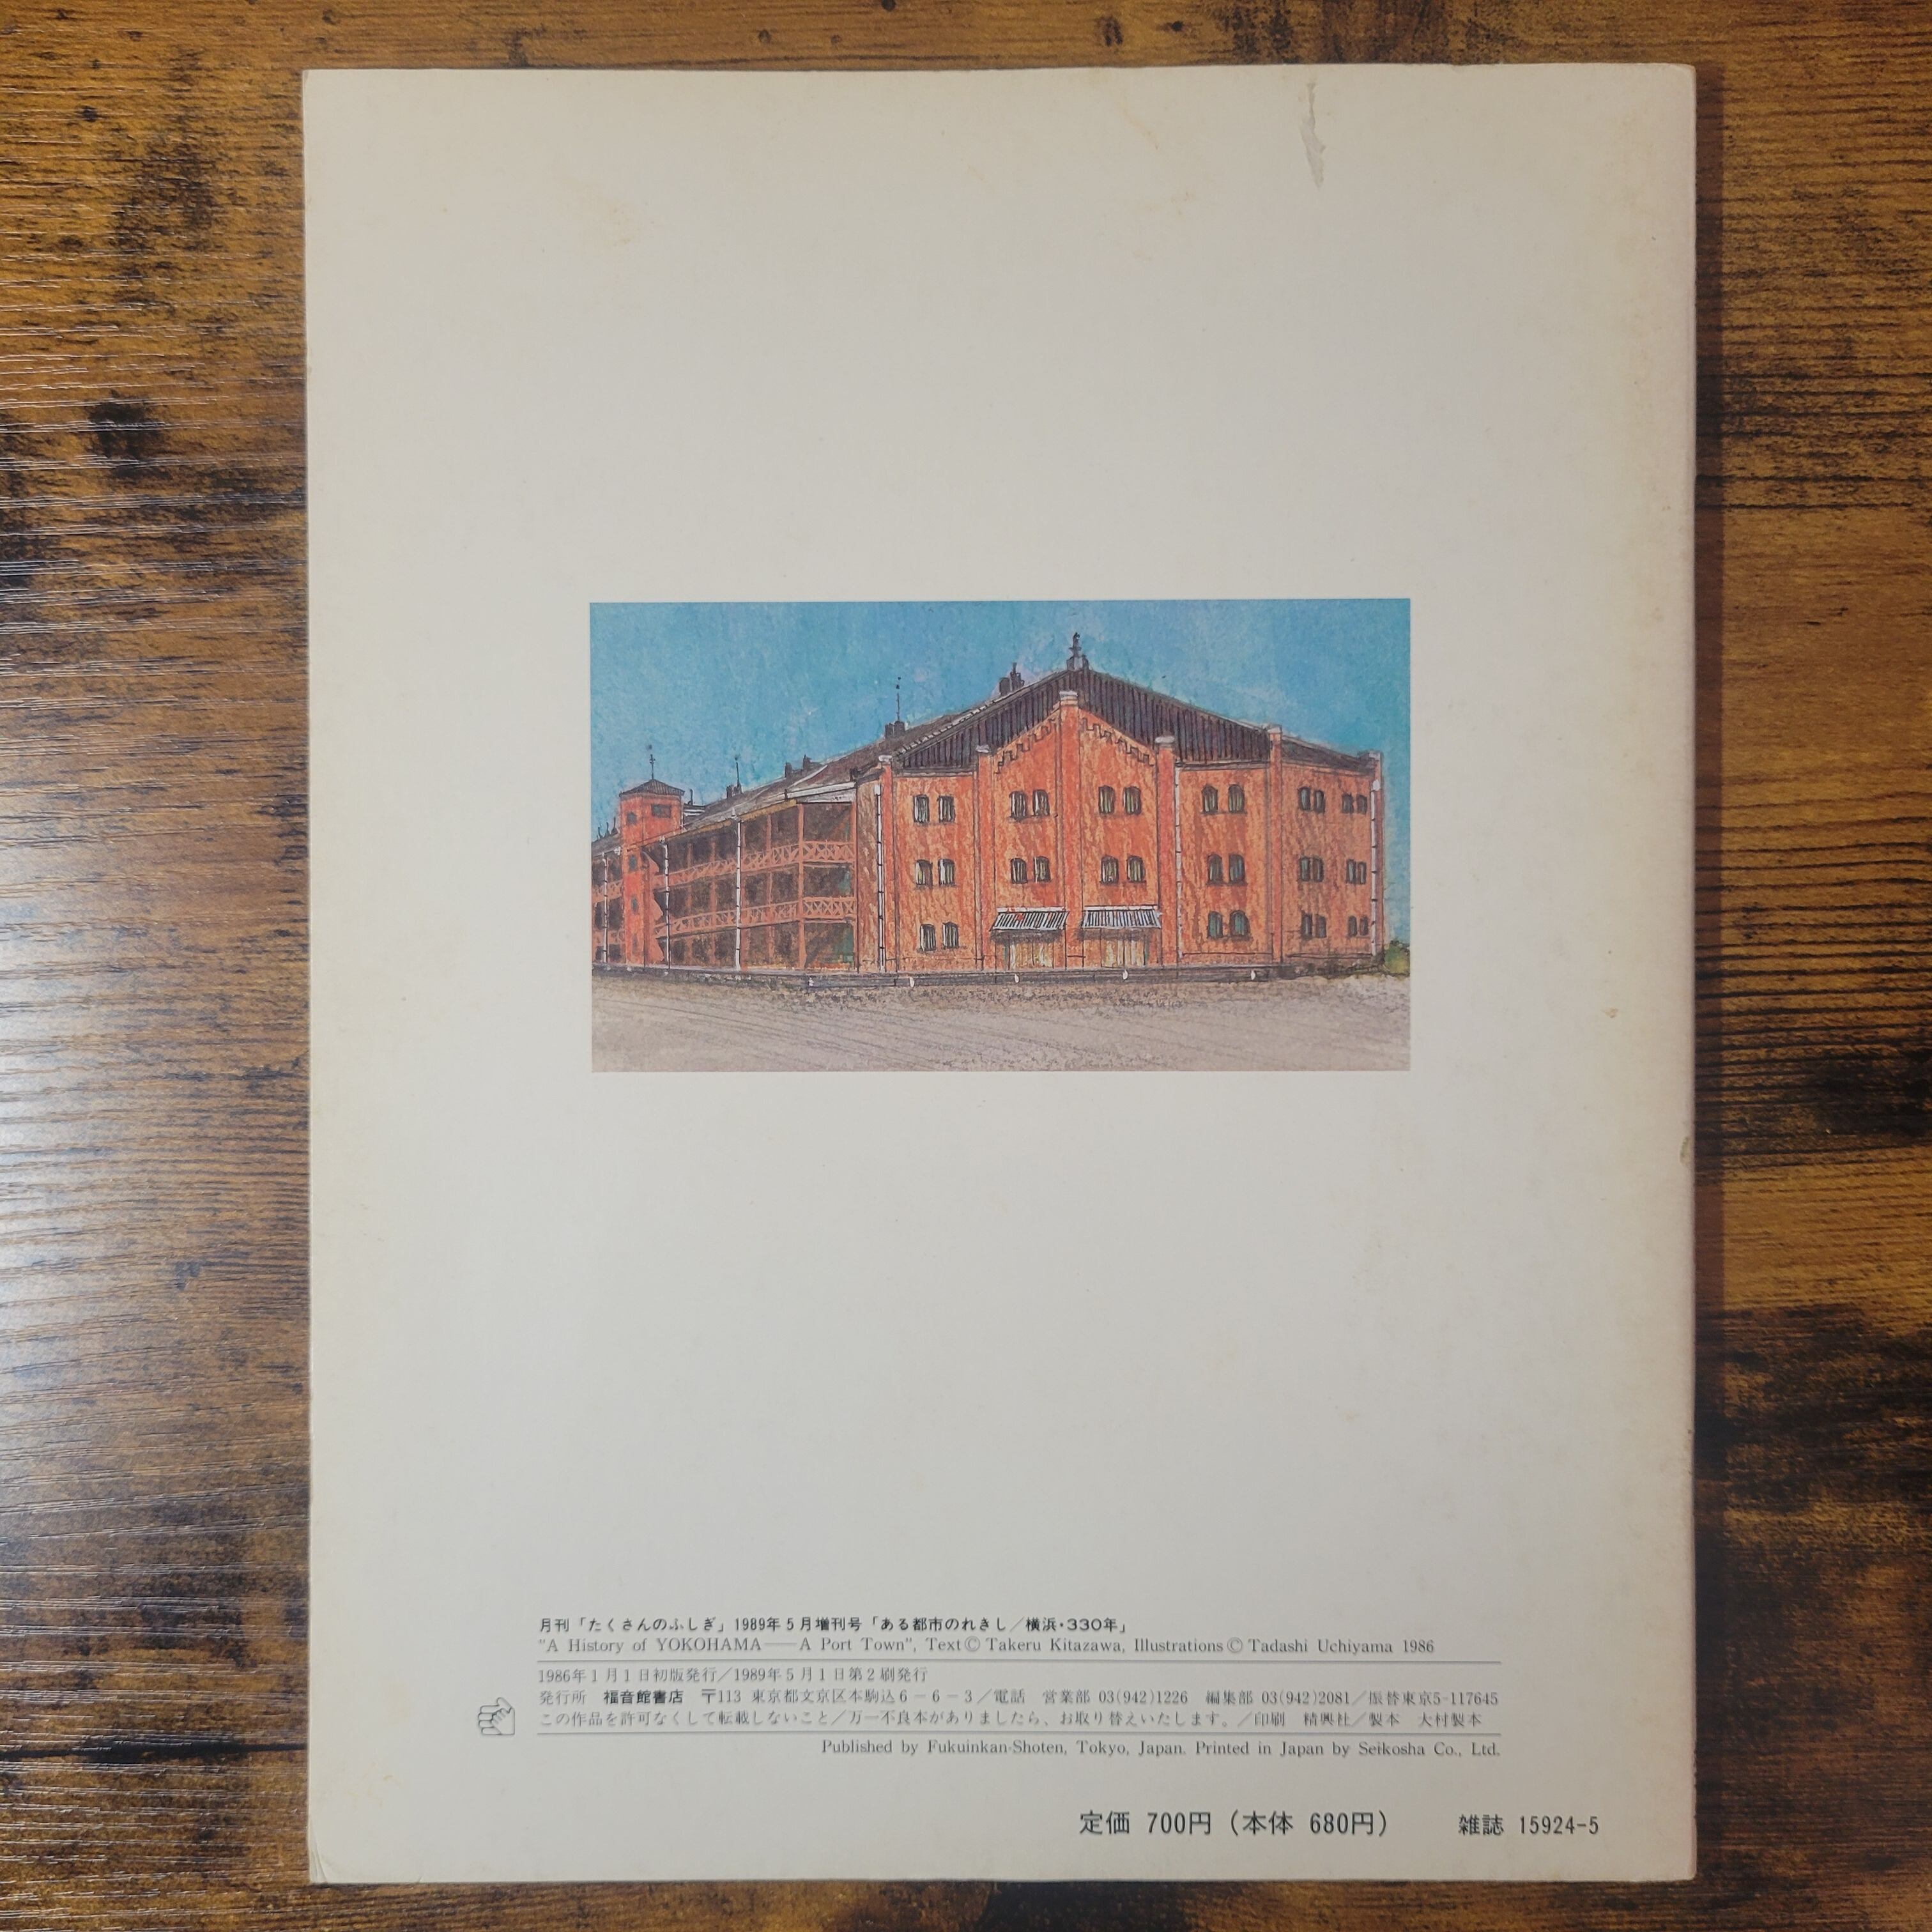 月刊「たくさんのふしぎ」1989年5月増刊号「ある都市のれきし／横浜・330年」
"A History of YOKOHAMA——A Port Town", Text© Takeru Kitazawa, Illustrations© Tadashi Uchiyama 1986
1986年1月1日初版発行／1989年5月1日第2刷発行
発行所 福音館書店 〒113 東京都文京区本駒込6－6－3／電話 営業部 03(942)1226 編集部 03(942)2081／振替東京5-117645
この作品を許可なくして転載しないこと／万一不良本がありましたら、お取り替えいたします。／印刷 精興社／製本 大村製本
Published by Fukuinkan-Shoten, Tokyo, Japan. Printed in Japan by Seikosha Co., Ltd.
定価 700円（本体 680円） 雑誌 15924-5